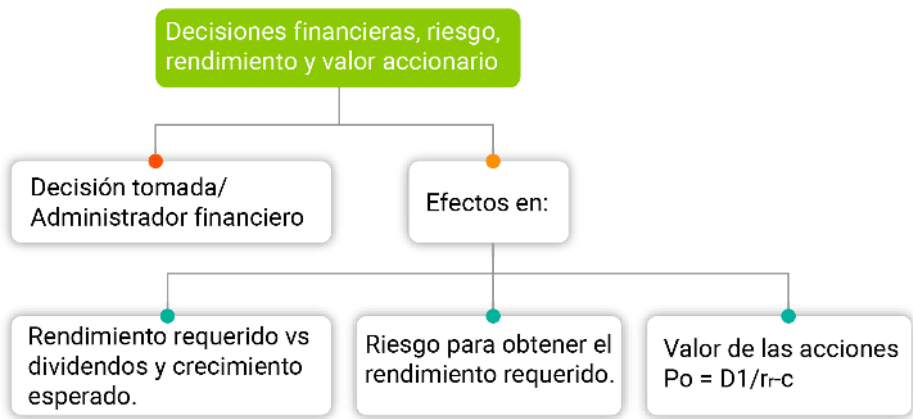 Decisiones financieras, riesgo,
rendimiento y valor accionario
Decisión tomada/
Administrador financiero
Efectos en:
Rendimiento requerido vs
dividendos y crecimiento
esperado.
Riesgo para obtener el
rendimiento requerido.
Valor de las acciones
Po = D1/rr-c